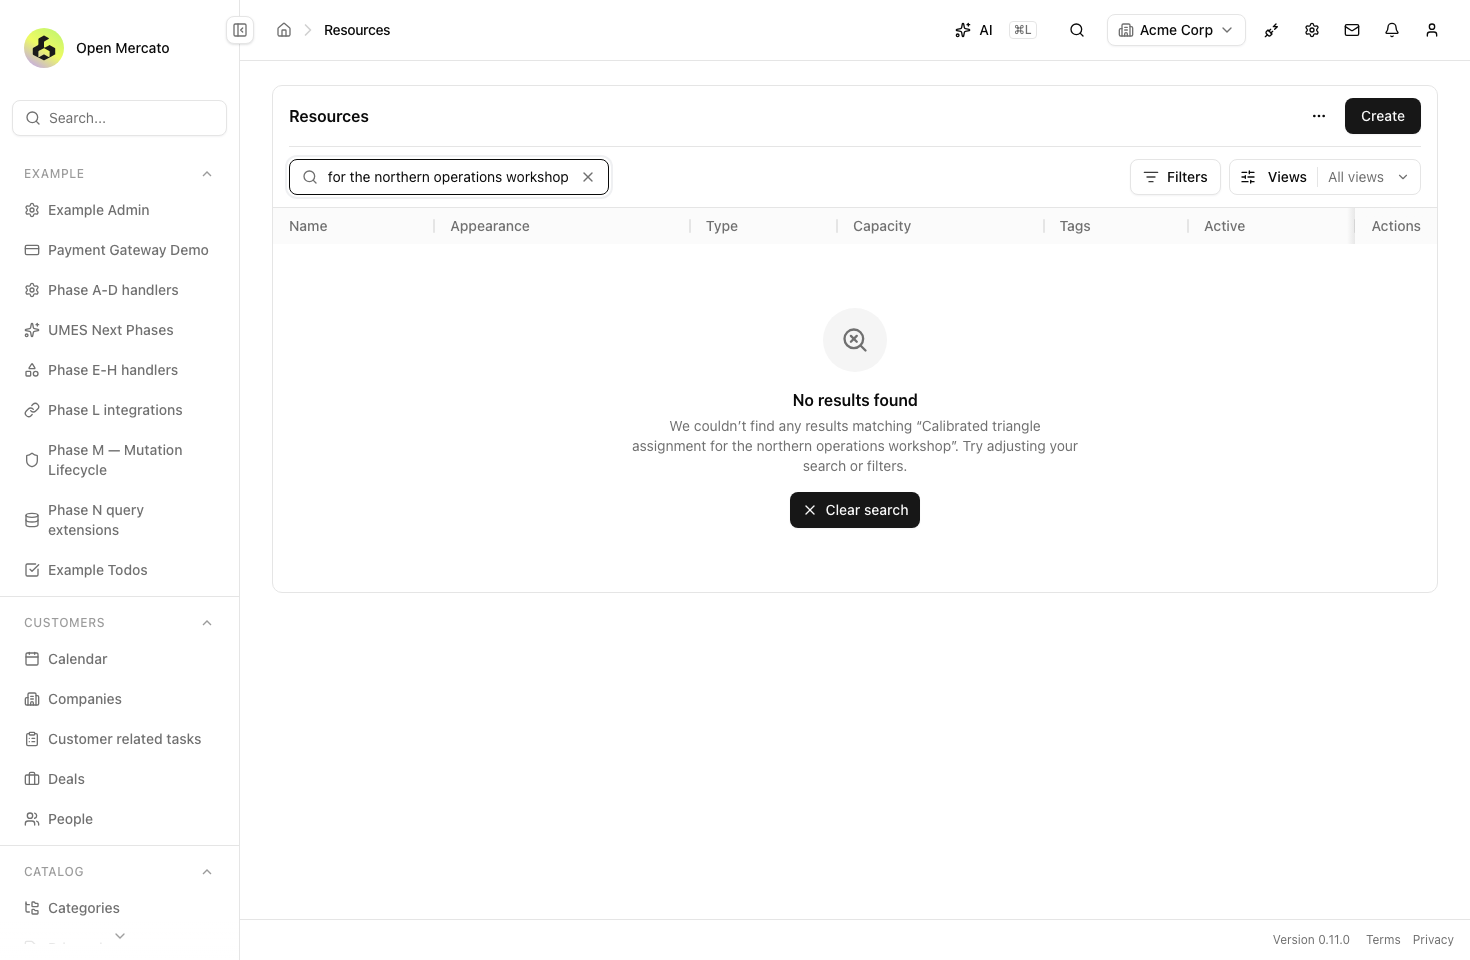 Open Mercato
Resources
AI
⌘L
Acme Corp
Search...
EXAMPLE
Example Admin
Payment Gateway Demo
Phase A-D handlers
UMES Next Phases
Phase E-H handlers
Phase L integrations
Phase M — Mutation
Lifecycle
Phase N query
extensions
Example Todos
CUSTOMERS
Calendar
Companies
Customer related tasks
Deals
People
CATALOG
Categories
Resources
Create
for the northern operations workshop
Filters
Views
All views
Name
Appearance
Type
Capacity
Tags
Active
Actions
No results found
We couldn’t find any results matching “Calibrated triangle
assignment for the northern operations workshop”. Try adjusting your
search or filters.
Clear search
Version 0.11.0
Terms
Privacy